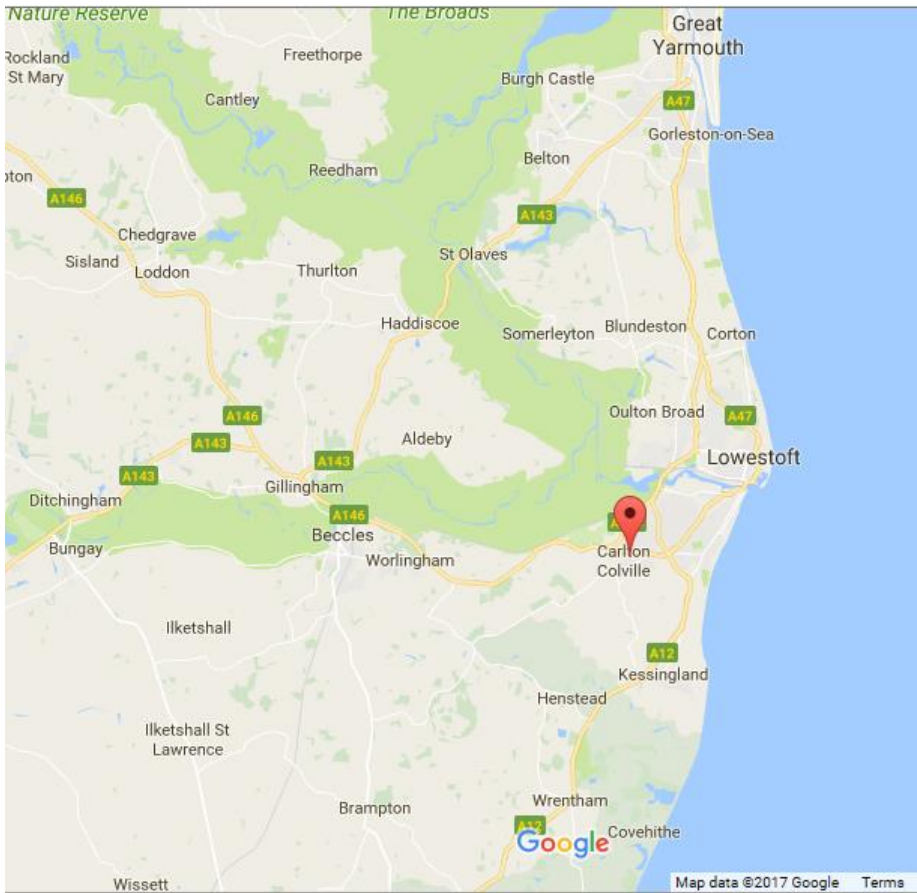 Nature Reserve
The Broads
Great
Yarmouth
Rockland
St Mary
Freethorpe
Burgh Castle
Cantley
A47
Gorleston-on-Sea
Belton
Reedham
pton
A146
A143
Chedgrave
Sisland
Loddon
Thurlton
St Olaves
Haddiscoe
Somerleyton
Blundeston
Corton
Oulton Broad
A47
A146
A143
Aldeby
Lowestoft
A143
A143
Gillingham
Ditchingham
A146
Beccles
Bungay
Worlingham
Carlton
Colville
Ilketshall
A12
Kessingland
Henstead
Ilketshall St
Lawrence
Brampton
Wrentham
A12
Google
Covehithe
Wissett
Map data ©2017 Google
Terms